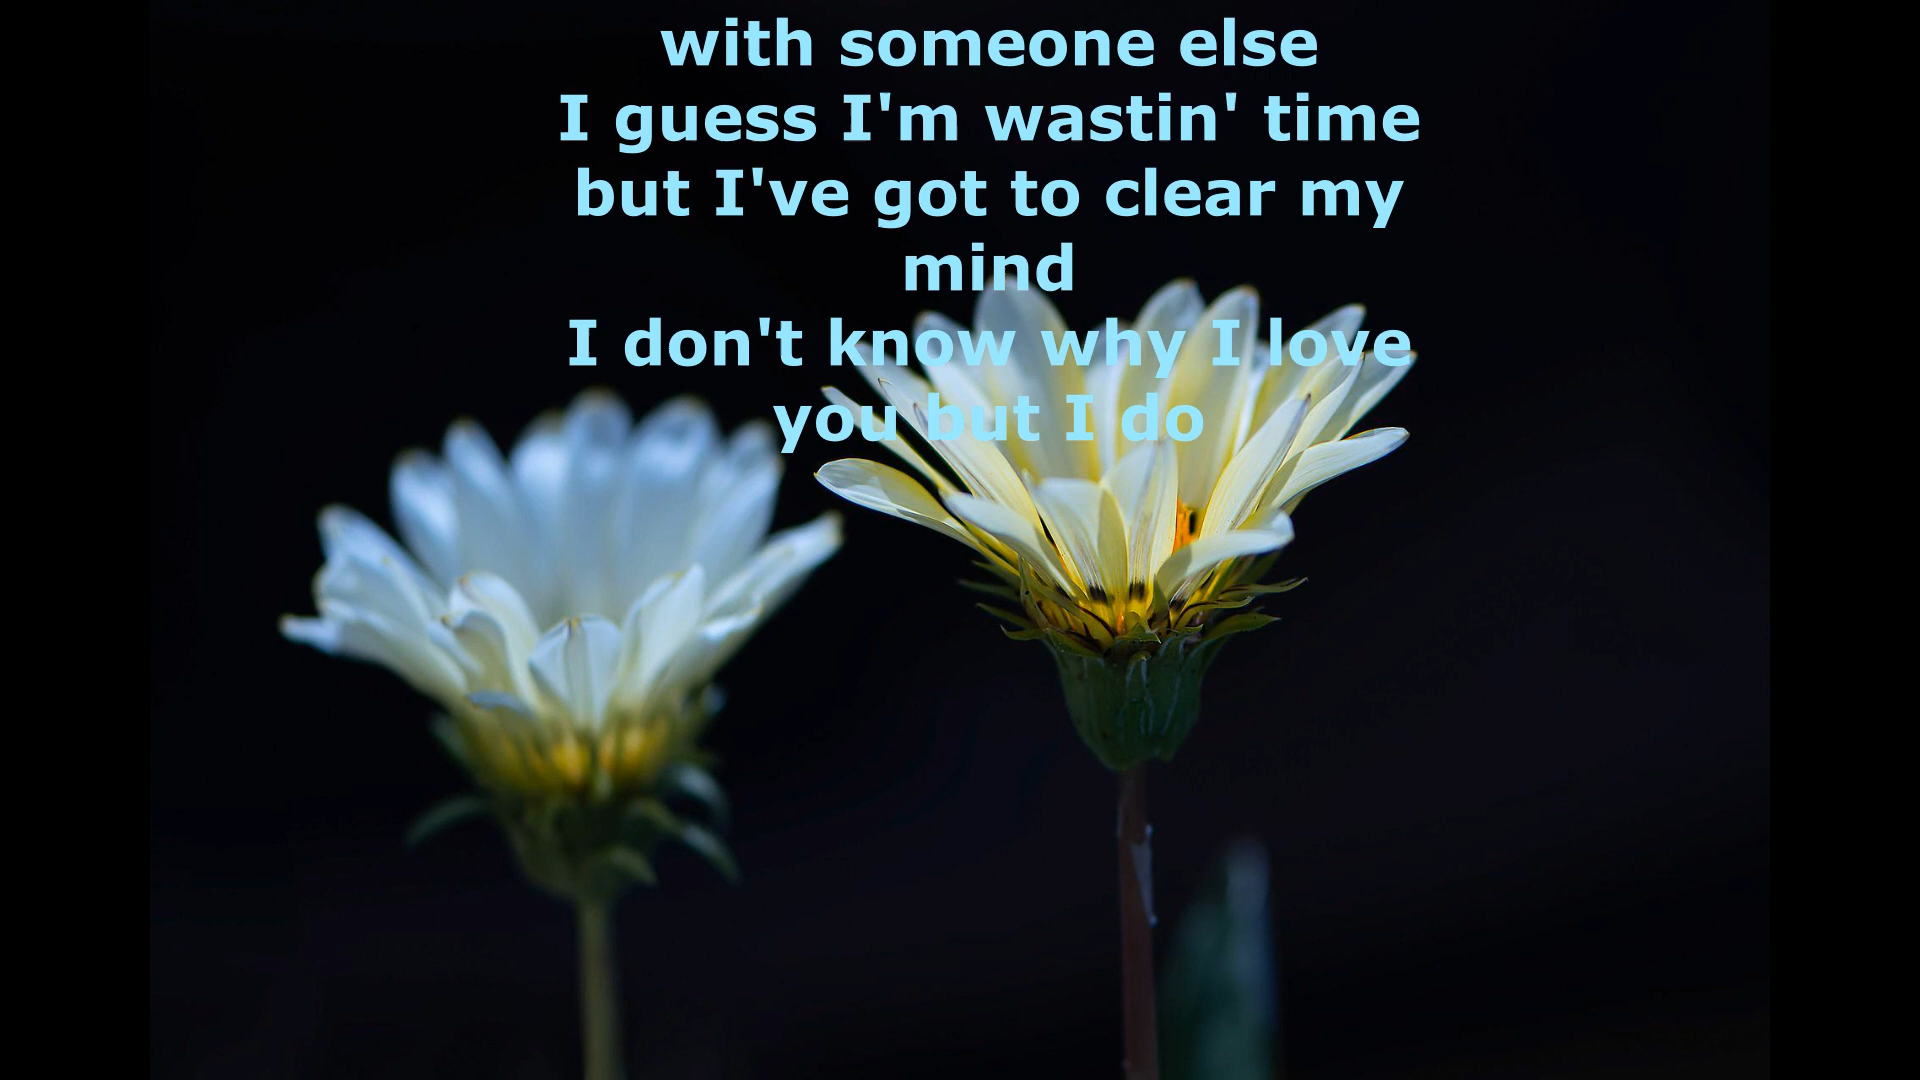 with someone else
I guess I'm wastin' time
but I've got to clear my
mind
I don't know why I love
you but I do